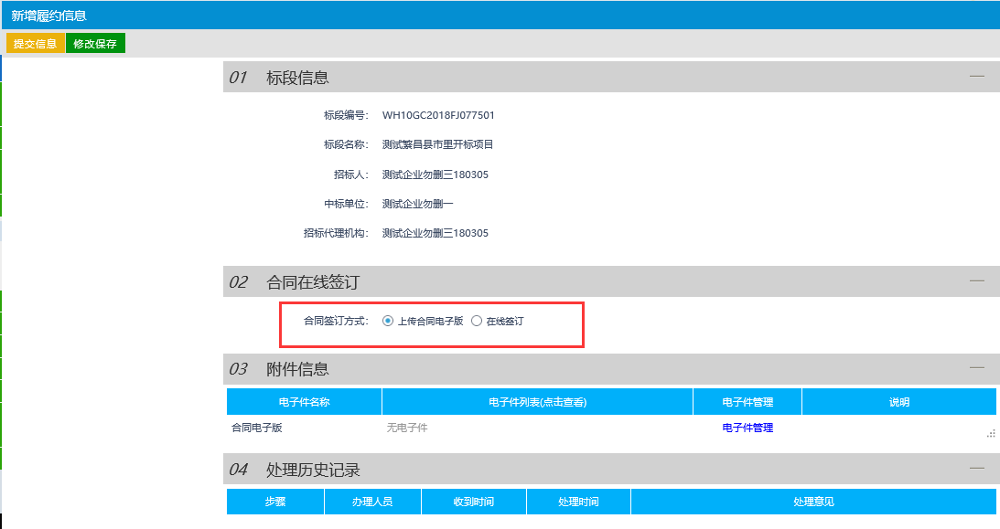 新增履约信息
提交信息 修改保存
01 标段信息
标段编号： WH10GC2018FJ077501
标段名称： 测试繁昌县市里开标项目
招标人： 测试企业勿删三180305
中标单位： 测试企业勿删一
招标代理机构： 测试企业勿删三180305
02 合同在线签订
合同签订方式： 上传合同电子版 在线签订
03 附件信息
电子件名称 电子件列表(点击查看) 电子件管理 说明
合同电子版 无电子件 电子件管理
04 处理历史记录
步骤 办理人员 收到时间 处理时间 处理意见